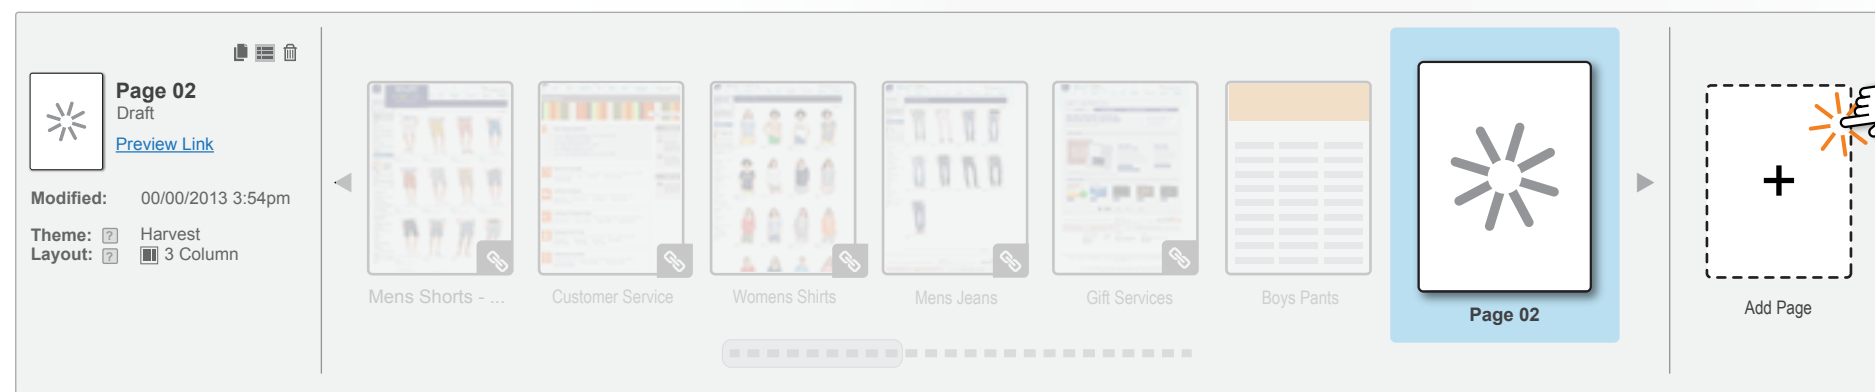 Page 02
Draft
Preview Link
Modified: 00/00/2013 3:54pm
Theme: ? Harvest
Layout: ? 3 Column
Mens Shorts - ...
Customer Service
Womens Shirts
Mens Jeans
Gift Services
Boys Pants
Page 02
+
Add Page